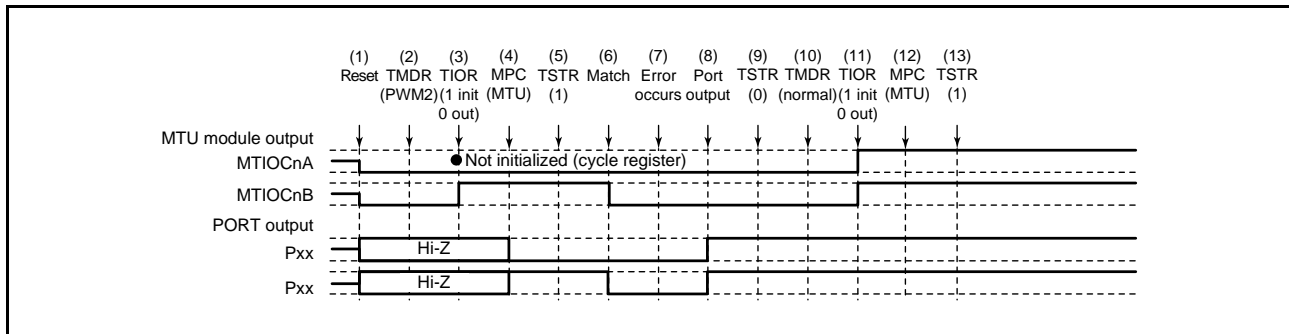 (1) (2) (3) (4) (5) (6) (7) (8) (9) (10) (11) (12) (13)
Reset TMDR TIOR MPC TSTR Match Error Port TSTR TMDR TIOR MPC TSTR
(PWM2) (1 init (MTU) (1) occurs output (0) (normal) (1 init (MTU) (1)
0 out) 0 out)
MTU module output
MTIOCnA
Not initialized (cycle register)
MTIOCnB
PORT output
Pxx Hi-Z
Pxx Hi-Z